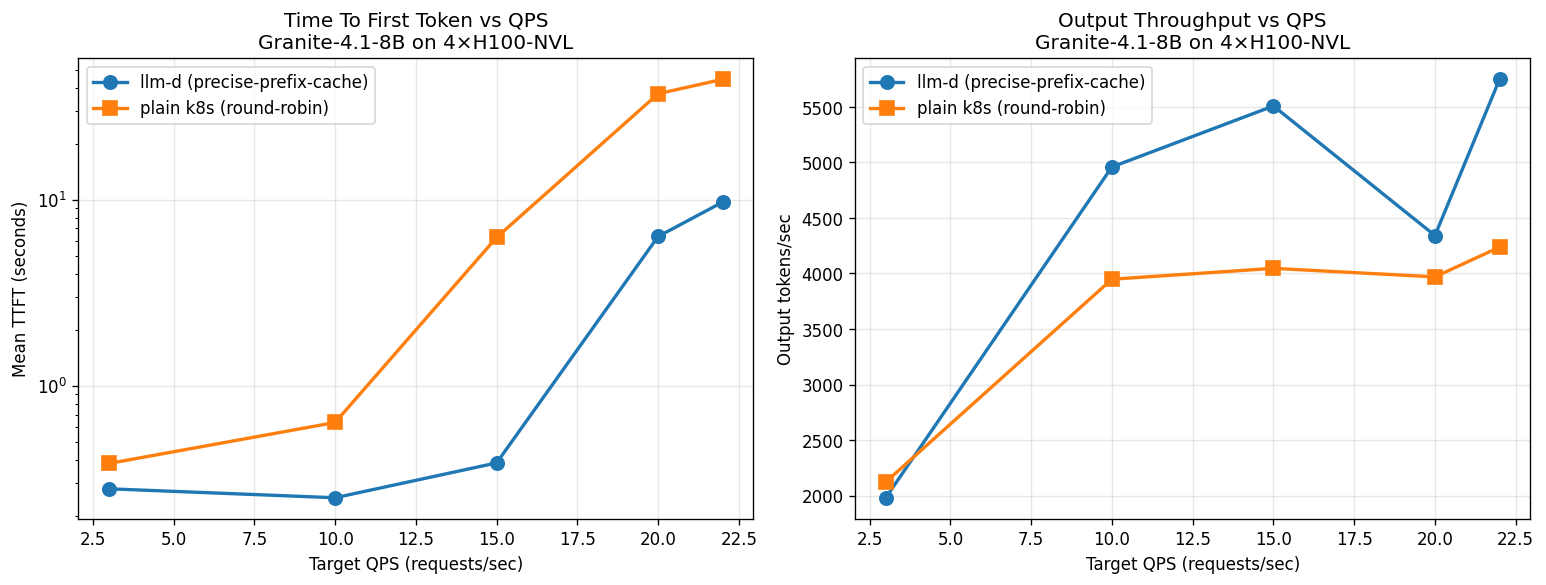 Time To First Token vs QPS
Granite-4.1-8B on 4×H100-NVL
llm-d (precise-prefix-cache)
plain k8s (round-robin)
Mean TTFT (seconds)
10¹
10⁰
2.5 5.0 7.5 10.0 12.5 15.0 17.5 20.0 22.5
Target QPS (requests/sec)
Output Throughput vs QPS
Granite-4.1-8B on 4×H100-NVL
llm-d (precise-prefix-cache)
plain k8s (round-robin)
Output tokens/sec
5500
5000
4500
4000
3500
3000
2500
2000
2.5 5.0 7.5 10.0 12.5 15.0 17.5 20.0 22.5
Target QPS (requests/sec)